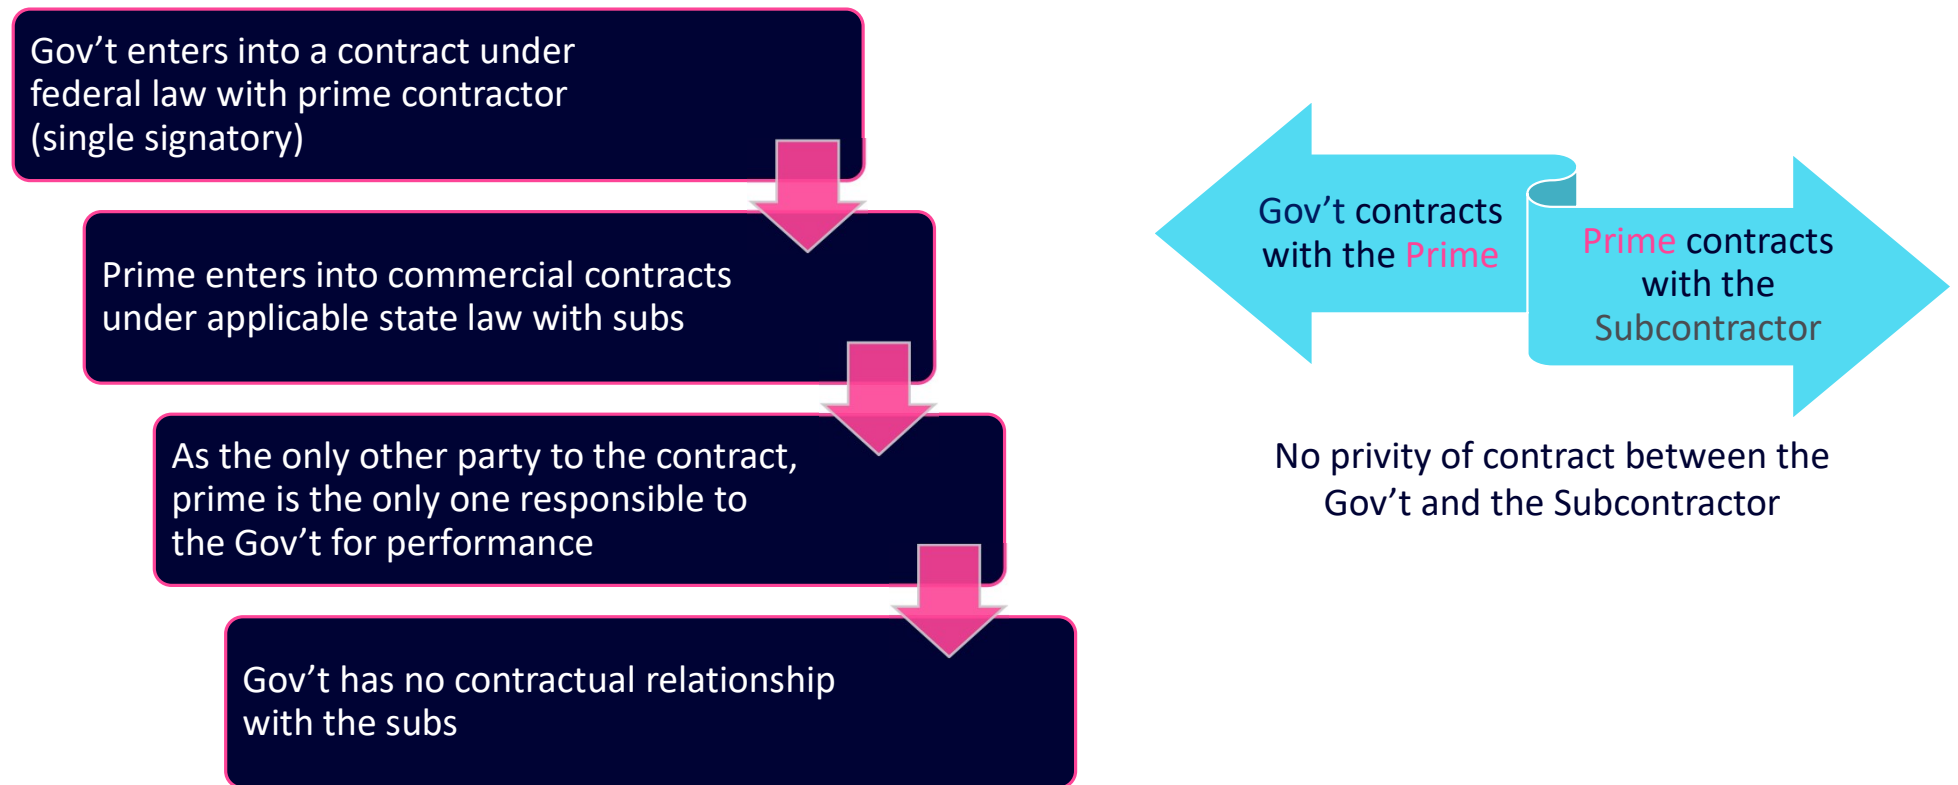 Gov’t enters into a contract under
federal law with prime contractor
(single signatory)
Prime enters into commercial contracts
under applicable state law with subs
As the only other party to the contract,
prime is the only one responsible to
the Gov’t for performance
Gov’t has no contractual relationship
with the subs
Gov’t contracts
with the Prime
Prime contracts
with the
Subcontractor
No privity of contract between the
Gov’t and the Subcontractor